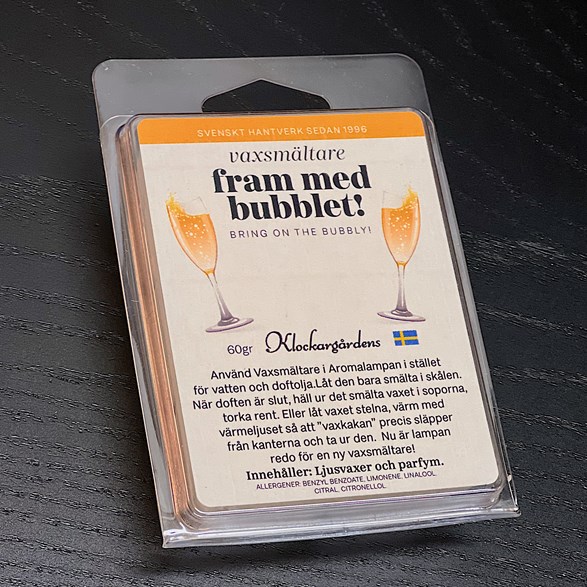 SVENSKT HANTVERK SEDAN 1996
vaxsmältare
fram med
bubblet!
BRING ON THE BUBBLY!
60gr Klockargårdens
Använd Vaxsmältare i Aromalampan i stället
för vatten och doftolja.Låt den bara smälta i skålen.
När doften är slut, häll ur det smälta vaxet i soporna,
torka rent. Eller låt vaxet stelna, värm med
värmeljuset så att "vaxkakan" precis släpper
från kanterna och ta ur den. Nu är lampan
redo för en ny vaxsmältare!
Innehåller: Ljusvaxer och parfym.
ALLERGENER: BENZYL BENZOATE, LIMONENE, LINALOOL.
CITRAL, CITRONELLOL.